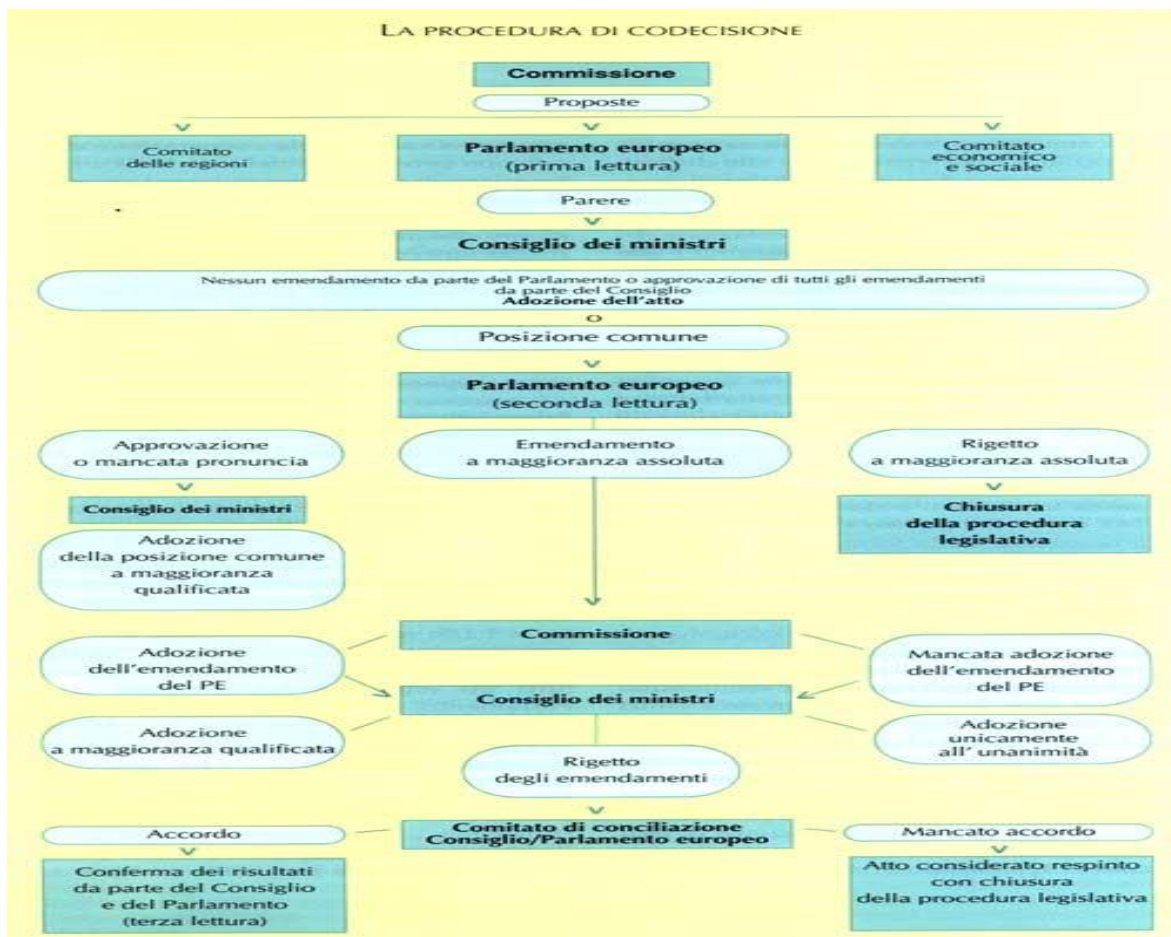 LA PROCEDURA DI CODECISIONE
Commissione
Proposte
Comitato
delle regioni
Parlamento europeo
(prima lettura)
Comitato
economico
e sociale
Parere
Consiglio dei ministri
Nessun emendamento da parte del Parlamento o approvazione di tutti gli emendamenti
da parte del Consiglio
Adozione dell'atto
o
Posizione comune
Parlamento europeo
(seconda lettura)
Approvazione
o mancata pronuncia
Emendamento
a maggioranza assoluta
Rigetto
a maggioranza assoluta
Consiglio dei ministri
Chiusura
della procedura
legislativa
Adozione
della posizione comune
a maggioranza
qualificata
Commissione
Adozione
dell'emendamento
del PE
Mancata adozione
dell'emendamento
del PE
Consiglio dei ministri
Adozione
a maggioranza qualificata
Adozione
unicamente
all'unanimità
Rigetto
degli emendamenti
Accordo
Comitato di conciliazione
Consiglio/Parlamento europeo
Mancato accordo
Conferma dei risultati
da parte del Consiglio
e del Parlamento
(terza lettura)
Atto considerato respinto
con chiusura
della procedura legislativa